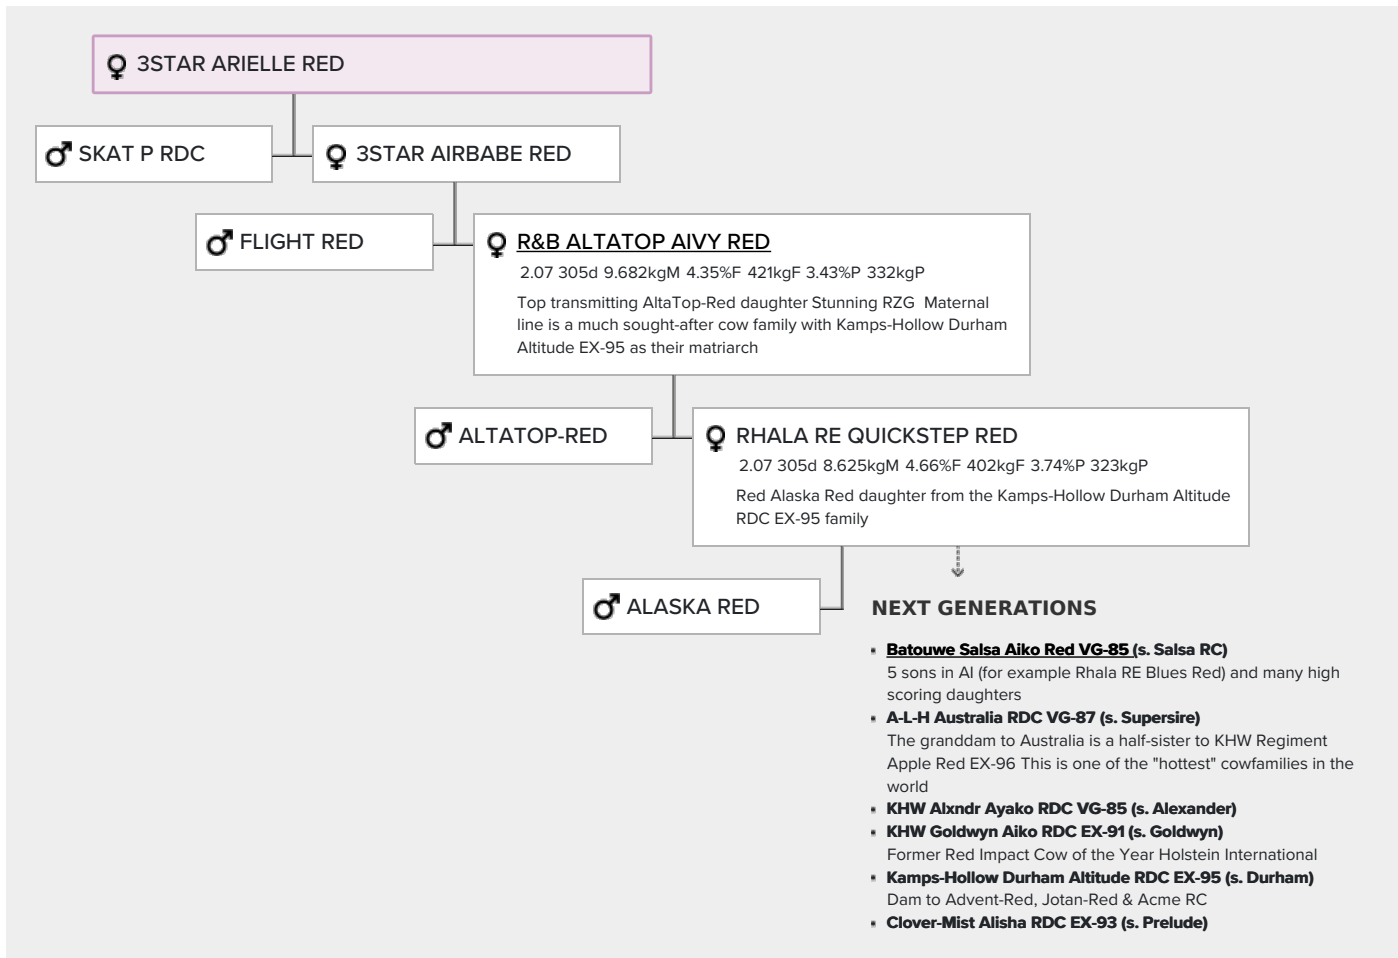 3STAR ARIELLE RED
SKAT P RDC
3STAR AIRBABE RED
FLIGHT RED
R&B ALTATOP AIVY RED
2.07 305d 9.682kgM 4.35%F 421kgF 3.43%P 332kgP
Top transmitting AltaTop-Red daughter Stunning RZG Maternal
line is a much sought-after cow family with Kamps-Hollow Durham
Altitude EX-95 as their matriarch
ALTATOP-RED
RHALA RE QUICKSTEP RED
2.07 305d 8.625kgM 4.66%F 402kgF 3.74%P 323kgP
Red Alaska Red daughter from the Kamps-Hollow Durham Altitude
RDC EX-95 family
ALASKA RED
NEXT GENERATIONS
Batouwe Salsa Aiko Red VG-85 (s. Salsa RC)
5 sons in AI (for example Rhala RE Blues Red) and many high
scoring daughters
A-L-H Australia RDC VG-87 (s. Supersire)
The granddam to Australia is a half-sister to KHW Regiment
Apple Red EX-96 This is one of the "hottest" cowfamilies in the
world
KHW Alxndr Ayako RDC VG-85 (s. Alexander)
KHW Goldwyn Aiko RDC EX-91 (s. Goldwyn)
Former Red Impact Cow of the Year Holstein International
Kamps-Hollow Durham Altitude RDC EX-95 (s. Durham)
Dam to Advent-Red, Jotan-Red & Acme RC
Clover-Mist Alisha RDC EX-93 (s. Prelude)